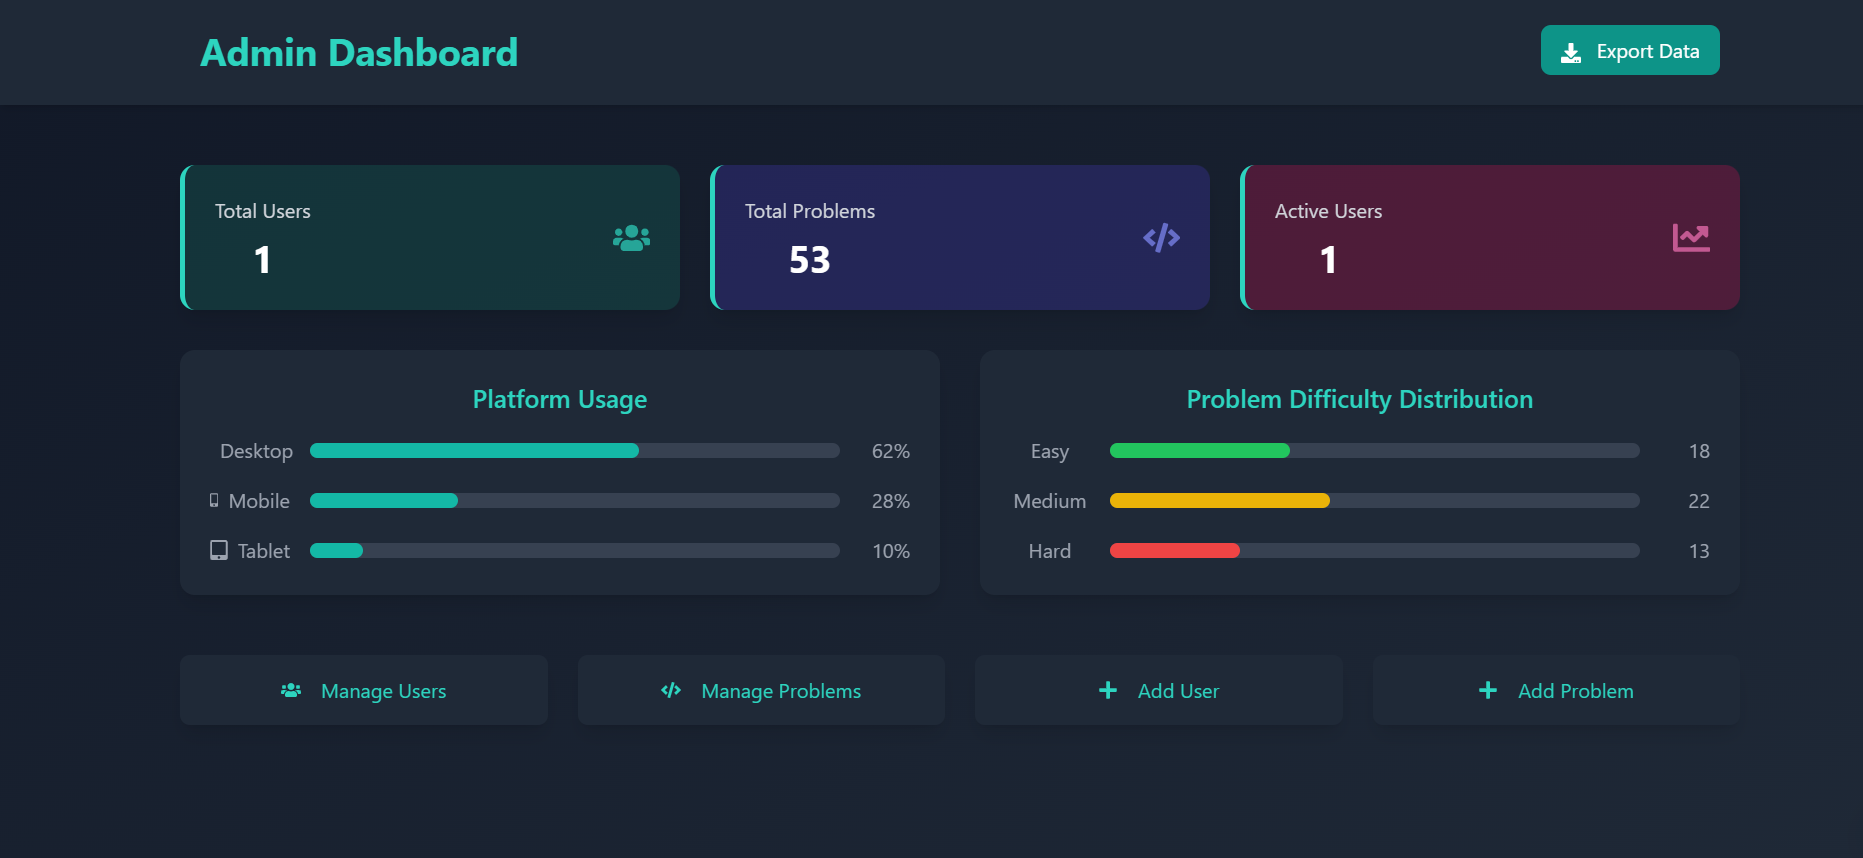 Admin Dashboard
Export Data
Total Users
1
Total Problems
53
Active Users
1
Platform Usage
Desktop 62%
Mobile 28%
Tablet 10%
Problem Difficulty Distribution
Easy 18
Medium 22
Hard 13
Manage Users
Manage Problems
Add User
Add Problem